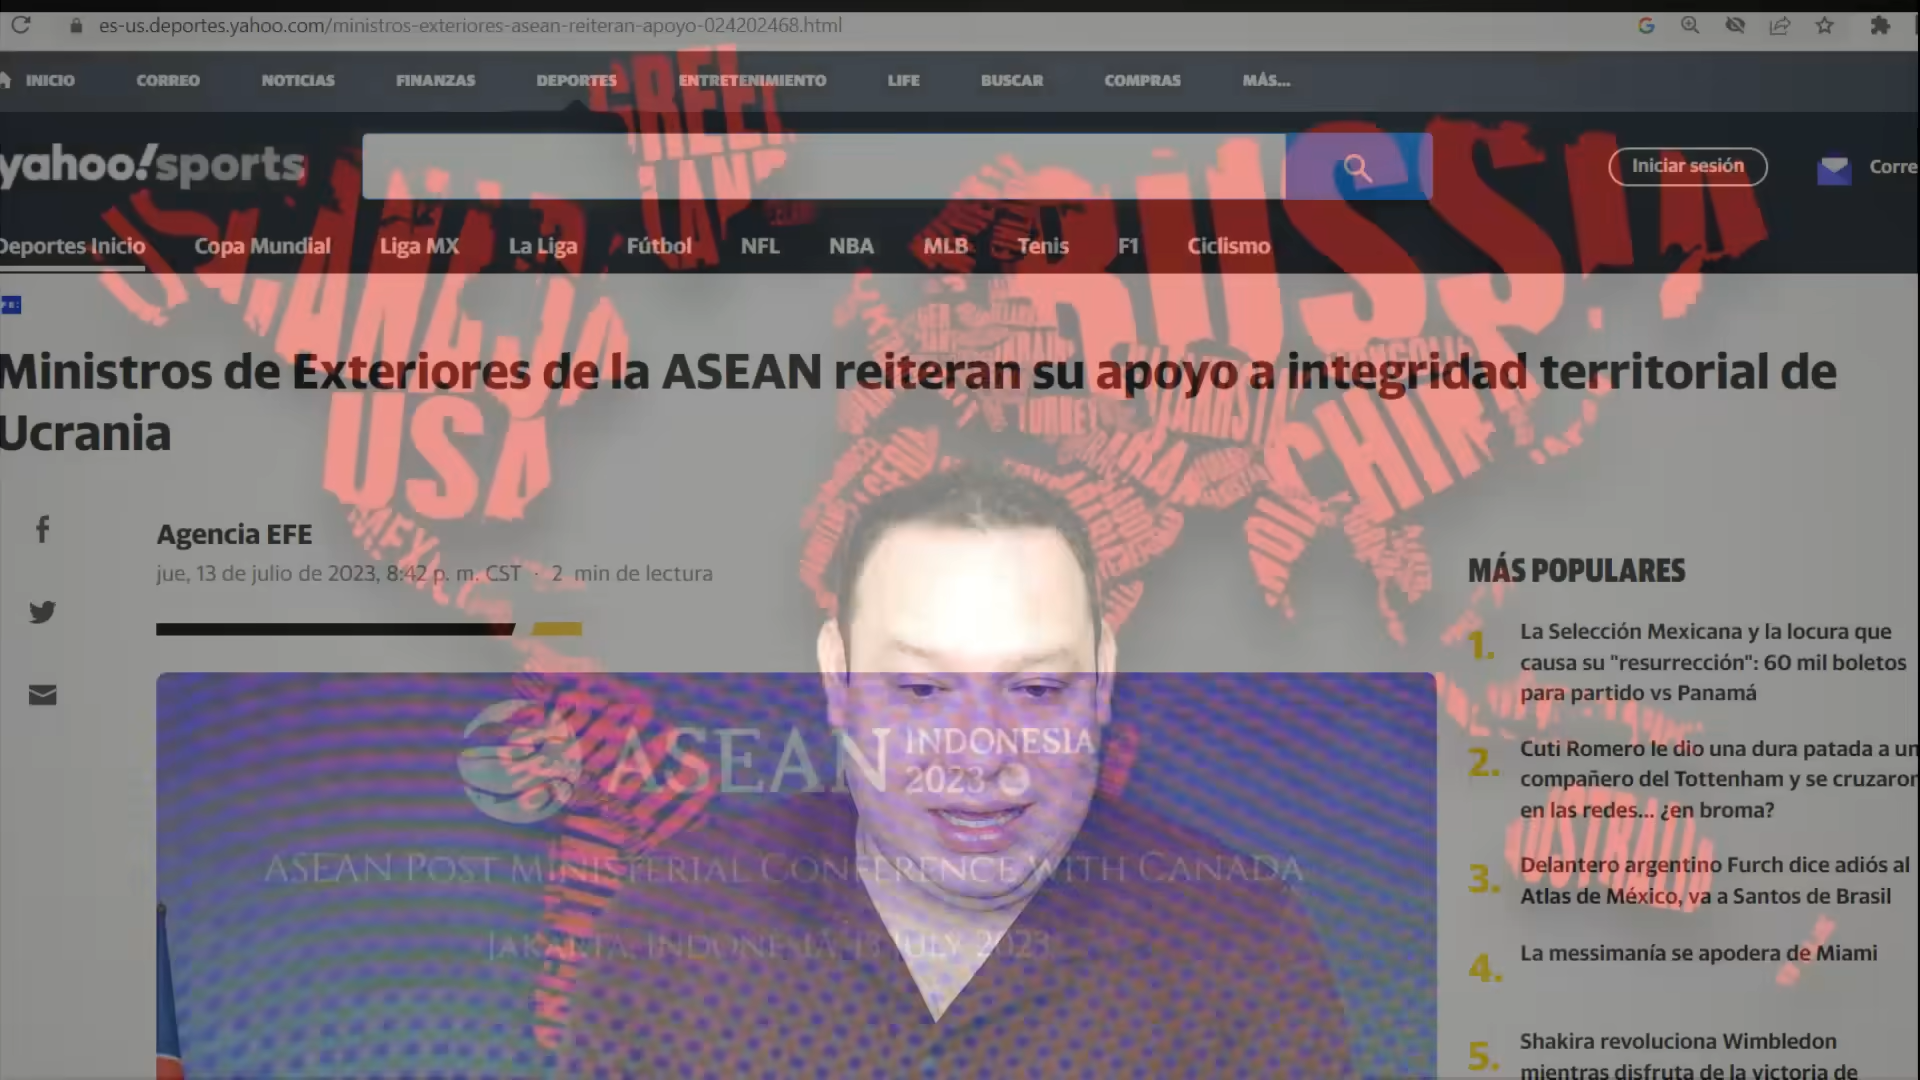 es-us.deportes.yahoo.com/ministros-exteriores-asean-reiteran-apoyo-024202468.html
INICIO CORREO NOTICIAS FINANZAS DEPORTES ENTRETENIMIENTO LIFE BUSCAR COMPRAS MÁS...
yahoo!sports
Iniciar sesión
Corre
Deportes Inicio Copa Mundial Liga MX La Liga Fútbol NFL NBA MLB Tenis F1 Ciclismo
RUSSIA
USA
CHINA
Ministros de Exteriores de la ASEAN reiteran su apoyo a integridad territorial de
Ucrania
Agencia EFE
jue, 13 de julio de 2023, 8:42 p. m. CST · 2 min de lectura
ASEAN INDONESIA
2023
ASEAN POST MINISTERIAL CONFERENCE WITH CANADA
JAKARTA, INDONESIA, 13 JULY 2023
MÁS POPULARES
1. La Selección Mexicana y la locura que
causa su "resurrección": 60 mil boletos
para partido vs Panamá
2. Cuti Romero le dio una dura patada a un
compañero del Tottenham y se cruzaron
en las redes... ¿en broma?
3. Delantero argentino Furch dice adiós al
Atlas de México, va a Santos de Brasil
4. La messimanía se apodera de Miami
5. Shakira revoluciona Wimbledon
mientras disfruta de la victoria de